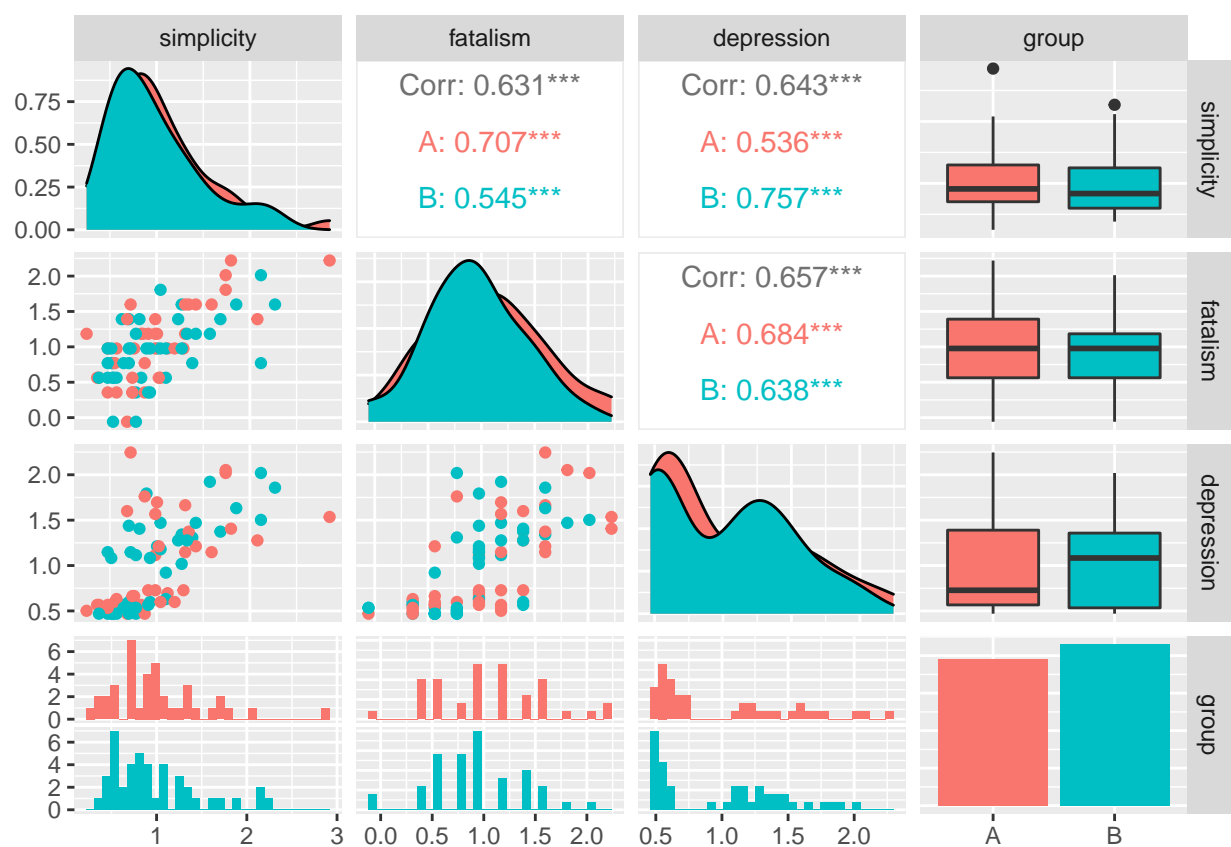 simplicity fatalism depression group
0.75
0.50
0.25
0.00
Corr: 0.631***
A: 0.707***
B: 0.545***
Corr: 0.643***
A: 0.536***
B: 0.757***
simplicity
2.0
1.5
1.0
0.5
0.0
Corr: 0.657***
A: 0.684***
B: 0.638***
fatalism
2.0
1.5
1.0
0.5
depression
6
4
2
0
6
4
2
0
group
1 2 3 0.0 0.5 1.0 1.5 2.0 0.5 1.0 1.5 2.0 A B